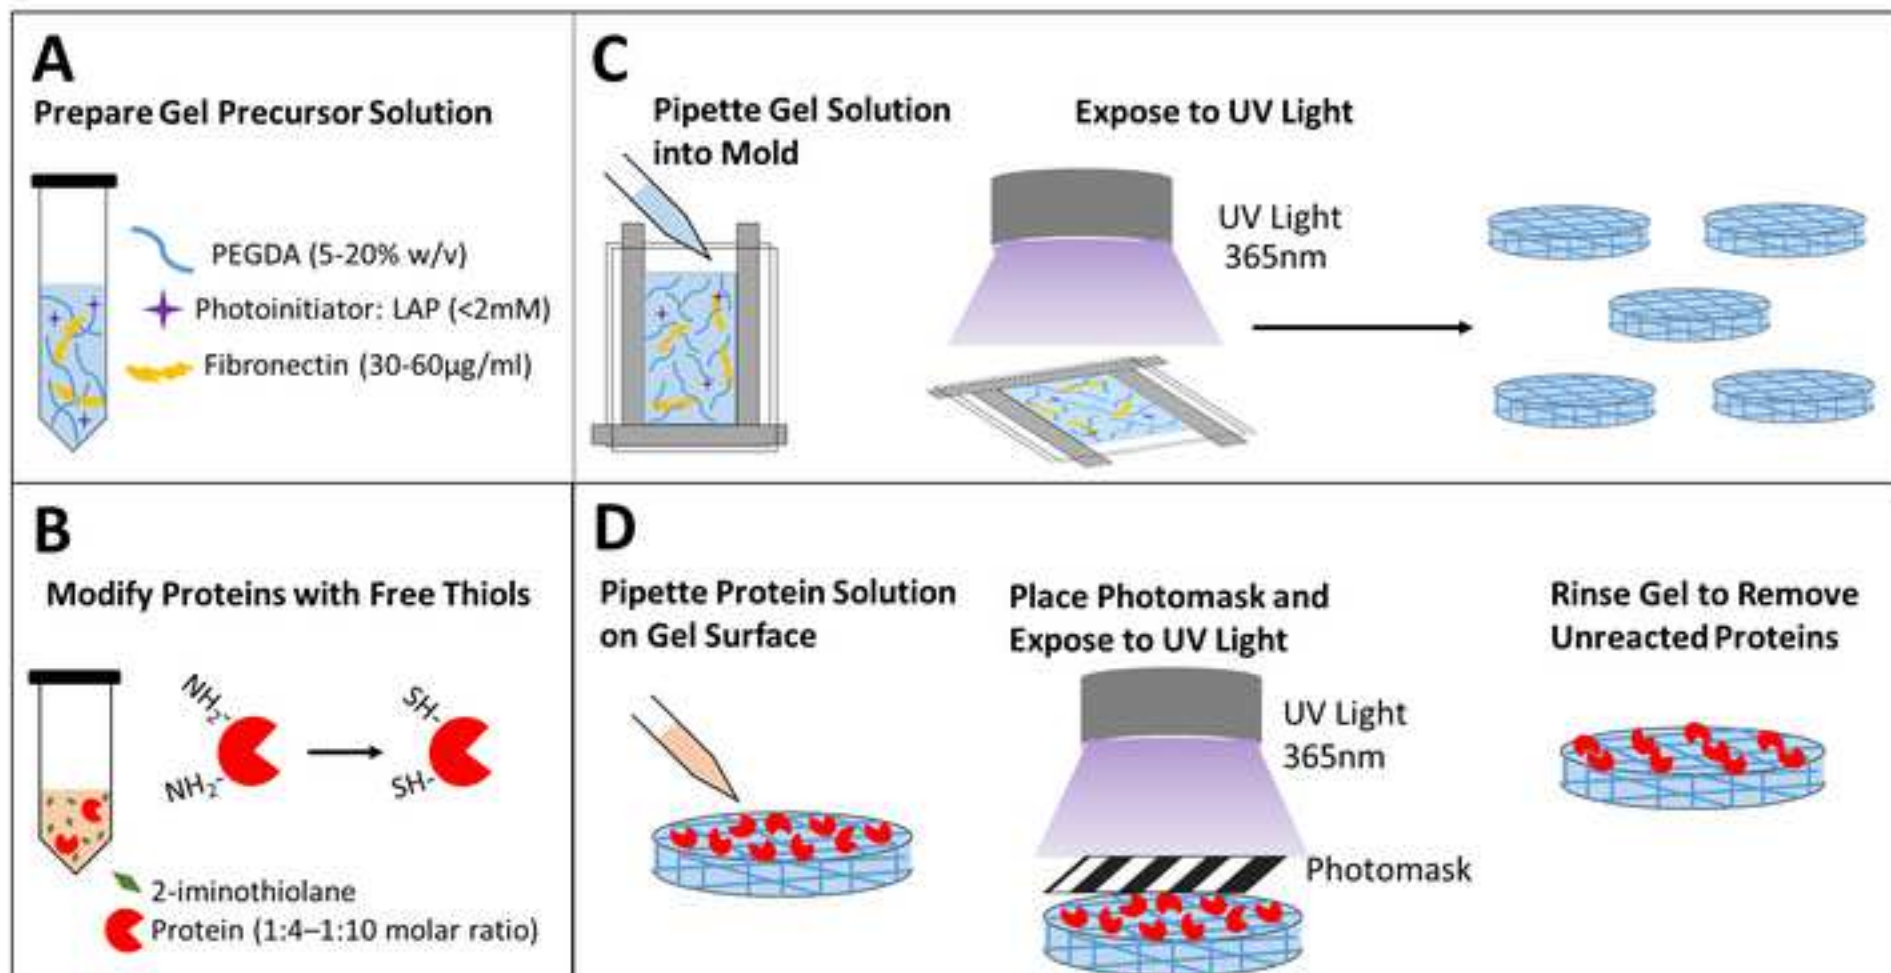 A
Prepare Gel Precursor Solution
PEGDA (5-20% w/v)
Photoinitiator: LAP (<2mM)
Fibronectin (30-60µg/ml)
B
Modify Proteins with Free Thiols
NH2-
NH2-
SH-
SH-
2-iminothiolane
Protein (1:4–1:10 molar ratio)
C
Pipette Gel Solution
into Mold
Expose to UV Light
UV Light
365nm
D
Pipette Protein Solution
on Gel Surface
Place Photomask and
Expose to UV Light
UV Light
365nm
Photomask
Rinse Gel to Remove
Unreacted Proteins